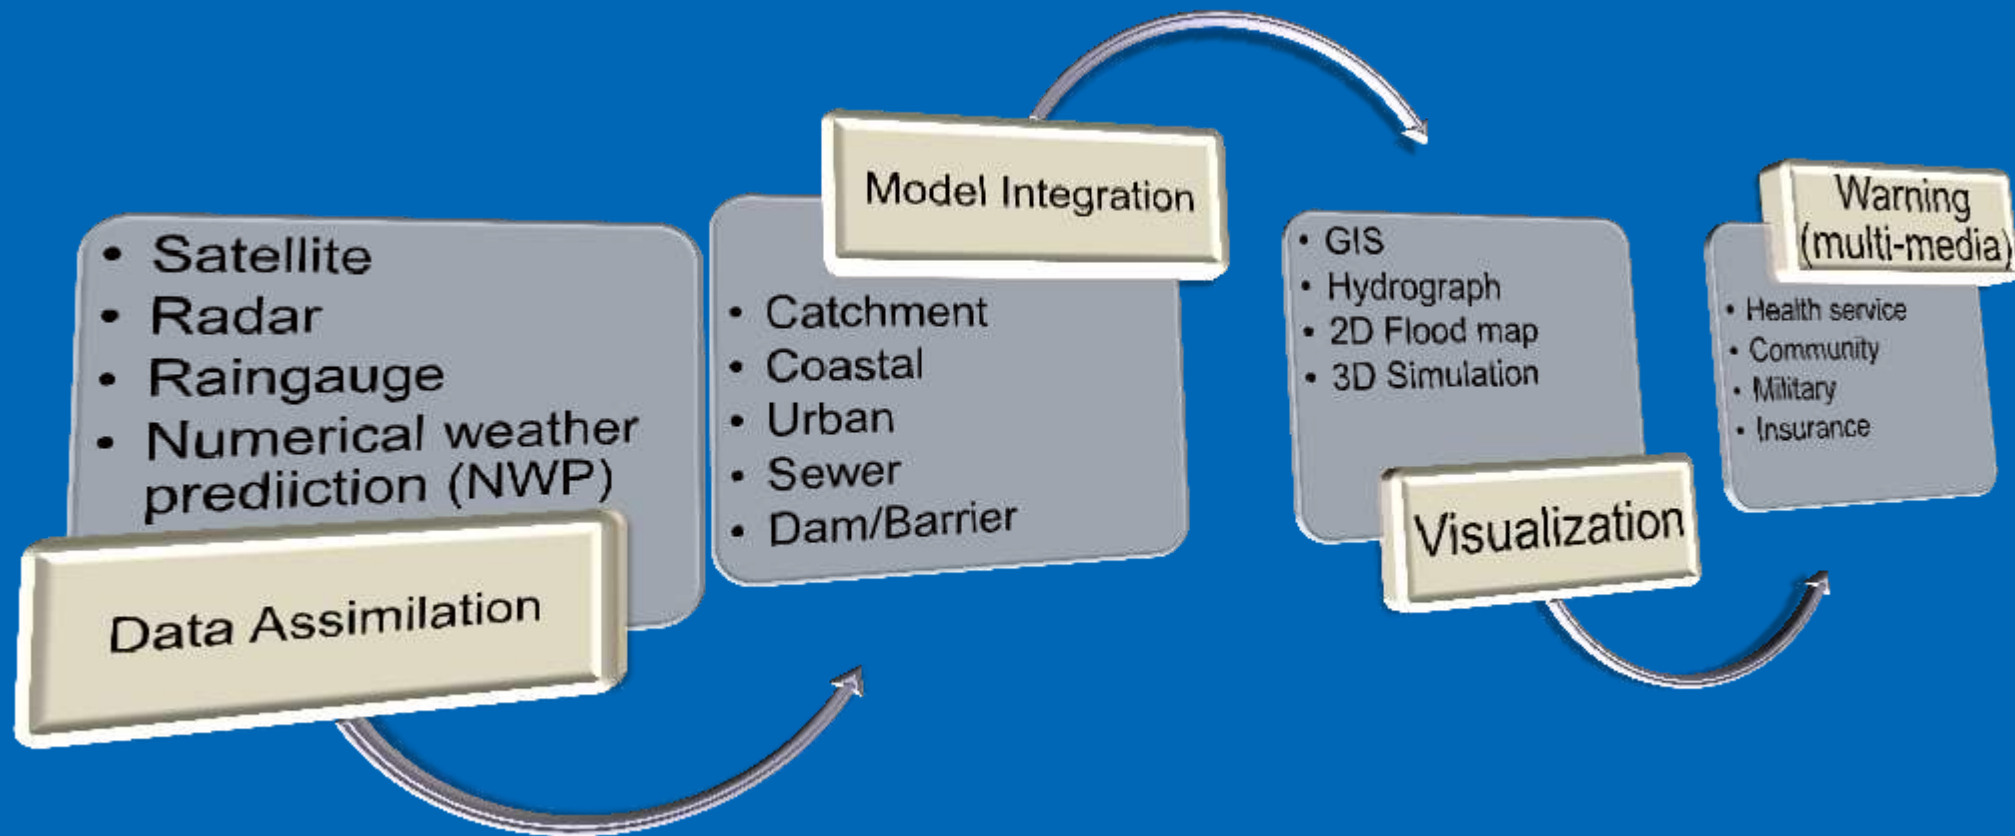 • Satellite
• Radar
• Raingauge
• Numerical weather
prediiction (NWP)
Data Assimilation
Model Integration
• Catchment
• Coastal
• Urban
• Sewer
• Dam/Barrier
• GIS
• Hydrograph
• 2D Flood map
• 3D Simulation
Visualization
Warning
(multi-media)
• Health service
• Community
• Military
• Insurance